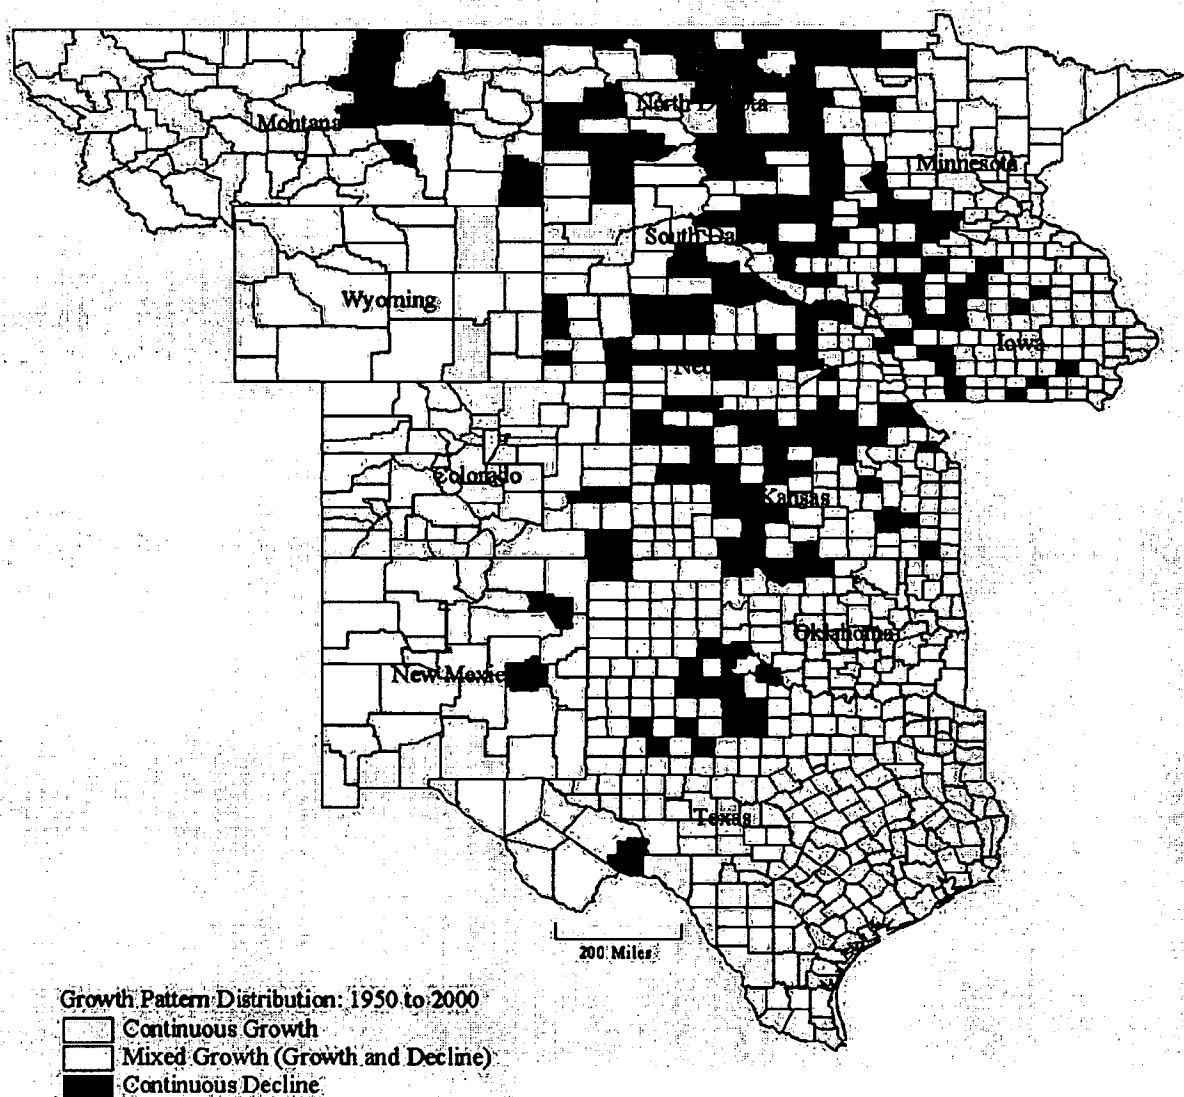 North Dakota
Montana
Minnesota
South Da
Wyoming
Iowa
Neb
Colorado
Kansas
Oklahoma
New Mexic
Texas
200 Miles
Growth Pattern Distribution: 1950 to 2000
Continuous Growth
Mixed Growth (Growth and Decline)
Continuous Decline